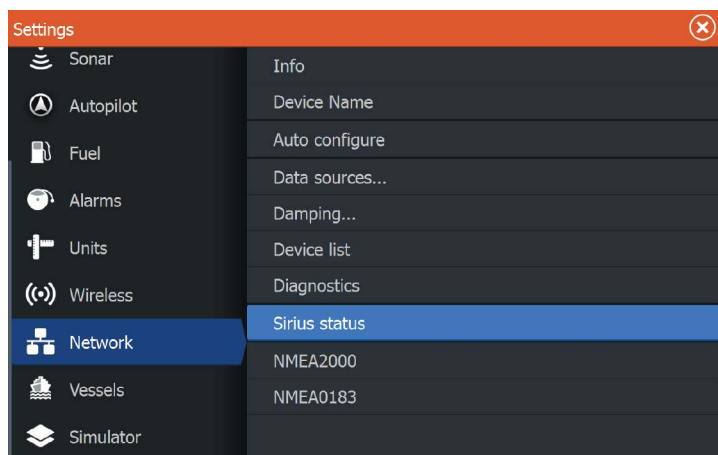 Settings
Sonar
Autopilot
Fuel
Alarms
Units
Wireless
Network
Vessels
Simulator
Info
Device Name
Auto configure
Data sources...
Damping...
Device list
Diagnostics
Sirius status
NMEA2000
NMEA0183